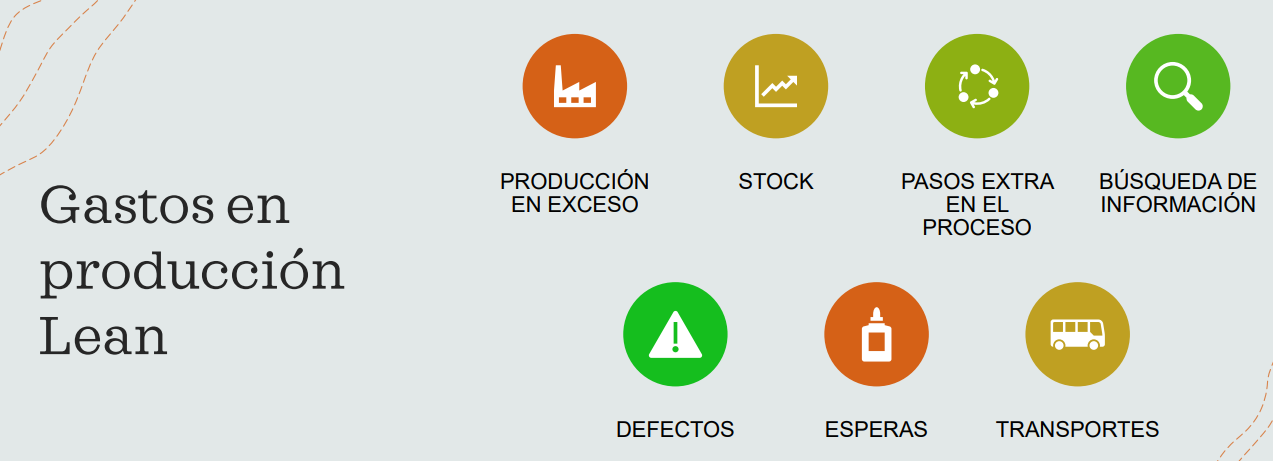 Gastos en
producción
Lean
PRODUCCIÓN
EN EXCESO
STOCK
PASOS EXTRA
EN EL
PROCESO
BÚSQUEDA DE
INFORMACIÓN
DEFECTOS
ESPERAS
TRANSPORTES